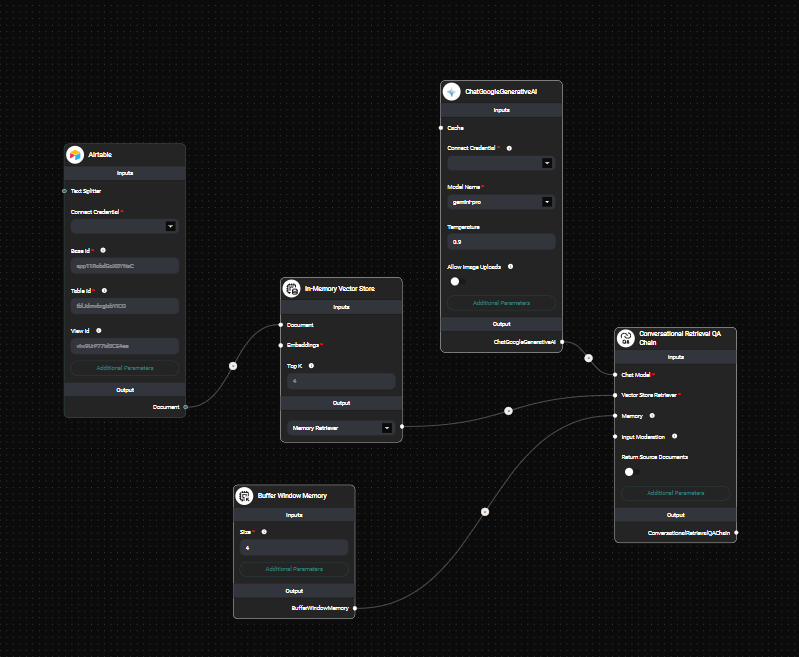 Airtable
Inputs
Text Splitter
Connect Credential *
Base Id *
Table Id *
View Id
Additional Parameters
Output
Document
In-Memory Vector Store
Inputs
Document
Embeddings *
Top K
4
Output
Memory Retriever
Buffer Window Memory
Inputs
Size *
4
Additional Parameters
Output
BufferWindowMemory
ChatGoogleGenerativeAI
Inputs
Cache
Connect Credential *
Model Name *
gemini-pro
Temperature
0.9
Allow Image Uploads
Additional Parameters
Output
ChatGoogleGenerativeAI
Conversational Retrieval QA
Chain
Inputs
Chat Model *
Vector Store Retriever *
Memory
Input Moderation
Return Source Documents
Additional Parameters
Output
ConversationalRetrievalQAChain